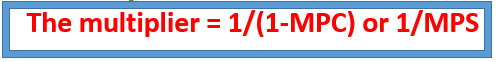 The multiplier = 1/(1-MPC) or 1/MPS